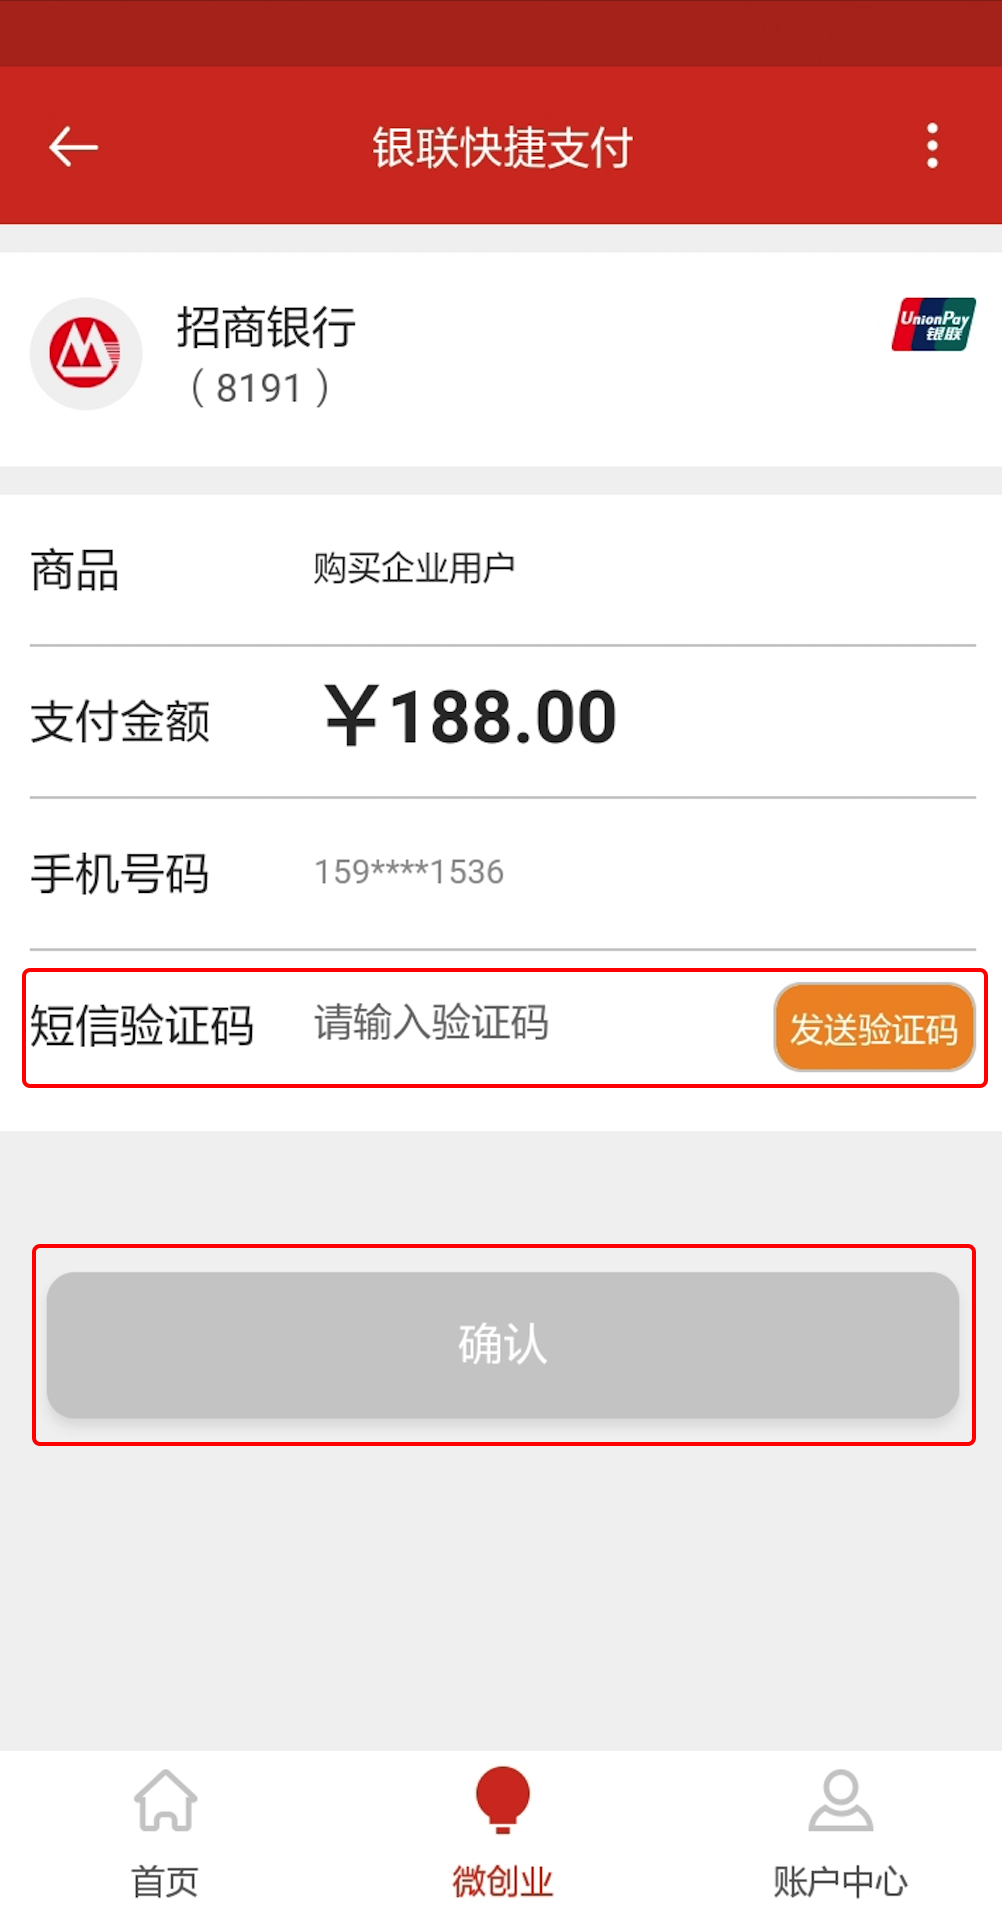 银联快捷支付
招商银行
（8191）
UnionPay
银联
商品 购买企业用户
支付金额 ￥188.00
手机号码 159****1536
短信验证码 请输入验证码 发送验证码
确认
首页 微创业 账户中心